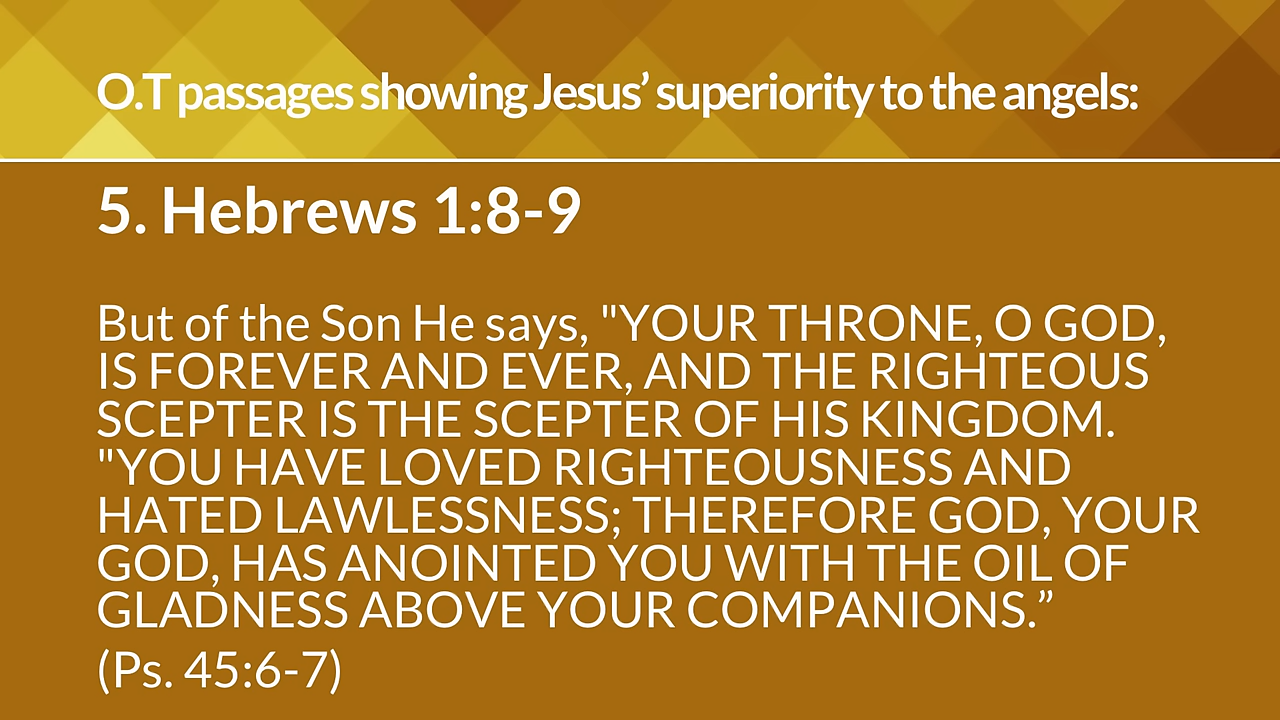 O.T passages showing Jesus’ superiority to the angels:
5. Hebrews 1:8-9
But of the Son He says, "YOUR THRONE, O GOD,
IS FOREVER AND EVER, AND THE RIGHTEOUS
SCEPTER IS THE SCEPTER OF HIS KINGDOM.
"YOU HAVE LOVED RIGHTEOUSNESS AND
HATED LAWLESSNESS; THEREFORE GOD, YOUR
GOD, HAS ANOINTED YOU WITH THE OIL OF
GLADNESS ABOVE YOUR COMPANIONS.”
(Ps. 45:6-7)